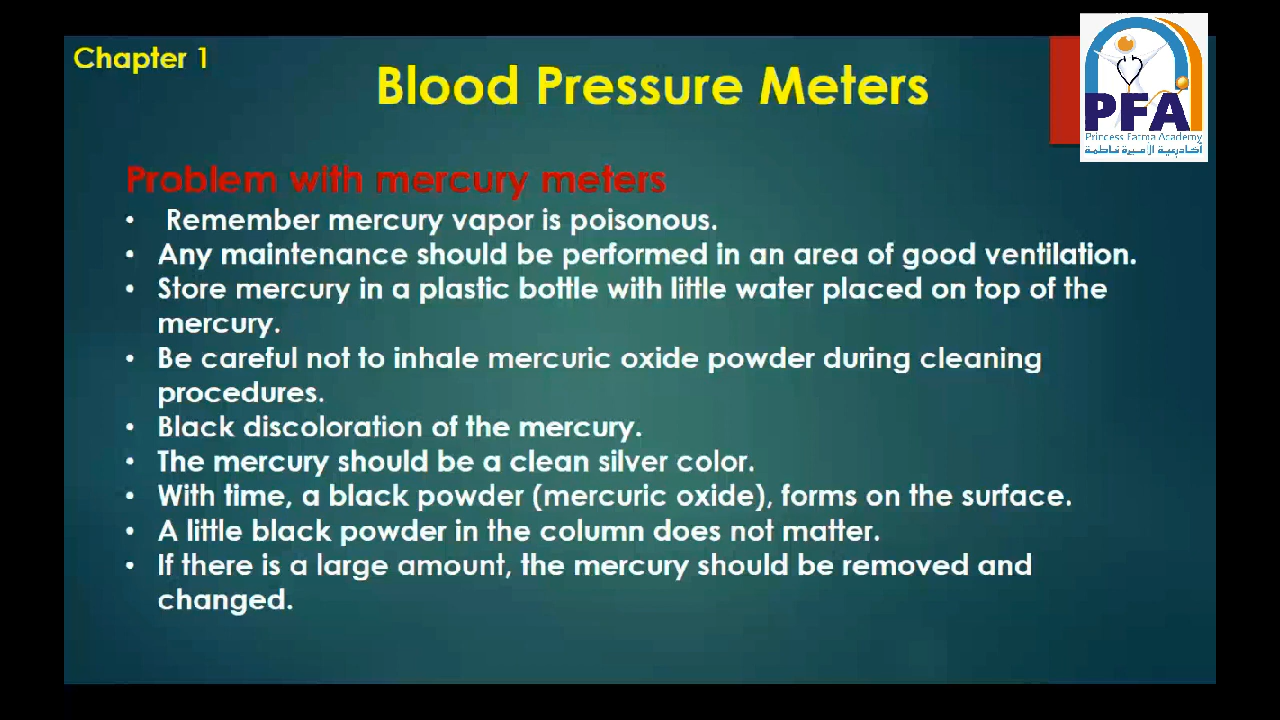 Chapter 1
Blood Pressure Meters
PFA
Princess Fatma Academy
أكاديمية الأميرة فاطمة
Problem with mercury meters
• Remember mercury vapor is poisonous.
• Any maintenance should be performed in an area of good ventilation.
• Store mercury in a plastic bottle with little water placed on top of the
mercury.
• Be careful not to inhale mercuric oxide powder during cleaning
procedures.
• Black discoloration of the mercury.
• The mercury should be a clean silver color.
• With time, a black powder (mercuric oxide), forms on the surface.
• A little black powder in the column does not matter.
• If there is a large amount, the mercury should be removed and
changed.